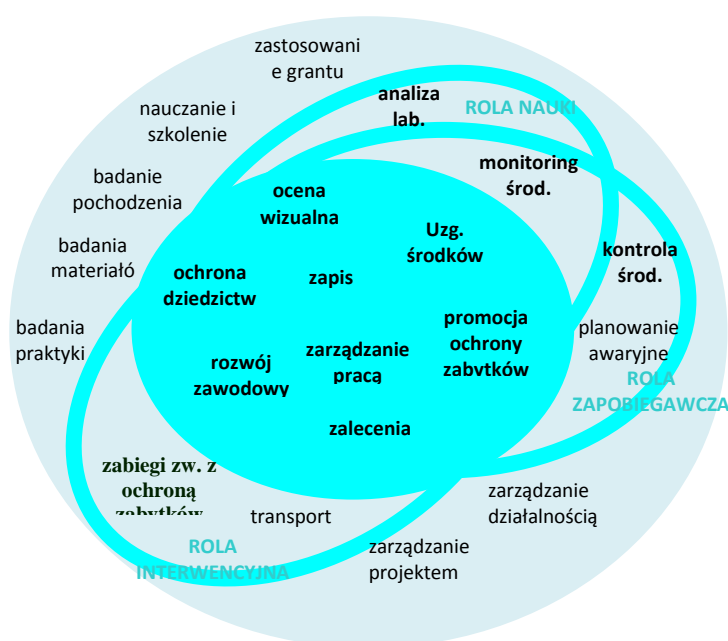 zastosowani
e grantu
analiza
lab.
ROLA NAUKI
nauczanie i
szkolenie
monitoring
środ.
badanie
pochodzenia
ocena
wizualna
Uzg.
środków
kontrola
środ.
badania
materiałó
ochrona
dziedzictw
zapis
badania
praktyki
promocja
ochrony
zabytków
planowanie
awaryjne
rozwój
zawodowy
zarządzanie
pracą
ROLA
ZAPOBIEGAWCZA
zalecenia
zabiegi zw. z
ochroną
zabytków
zarządzanie
działalnością
transport
ROLA
INTERWENCYJNA
zarządzanie
projektem